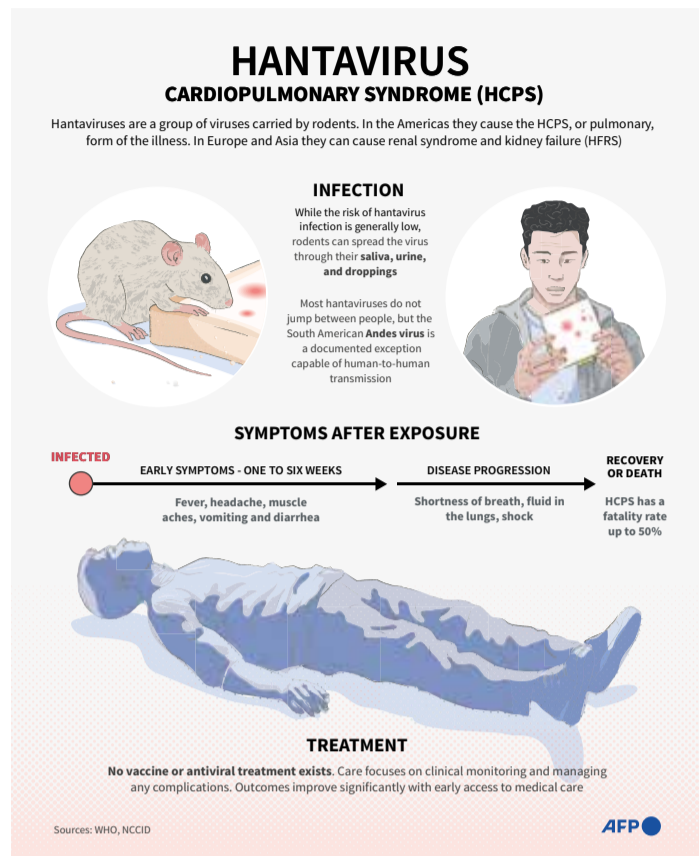 HANTAVIRUS
CARDIOPULMONARY SYNDROME (HCPS)
Hantaviruses are a group of viruses carried by rodents. In the Americas they cause the HCPS, or pulmonary,
form of the illness. In Europe and Asia they can cause renal syndrome and kidney failure (HFRS)
INFECTION
While the risk of hantavirus
infection is generally low,
rodents can spread the virus
through their saliva, urine,
and droppings
Most hantaviruses do not
jump between people, but the
South American Andes virus is
a documented exception
capable of human-to-human
transmission
SYMPTOMS AFTER EXPOSURE
INFECTED
EARLY SYMPTOMS - ONE TO SIX WEEKS
Fever, headache, muscle
aches, vomiting and diarrhea
DISEASE PROGRESSION
Shortness of breath, fluid in
the lungs, shock
RECOVERY
OR DEATH
HCPS has a
fatality rate
up to 50%
TREATMENT
No vaccine or antiviral treatment exists. Care focuses on clinical monitoring and managing
any complications. Outcomes improve significantly with early access to medical care
Sources: WHO, NCCID
AFP